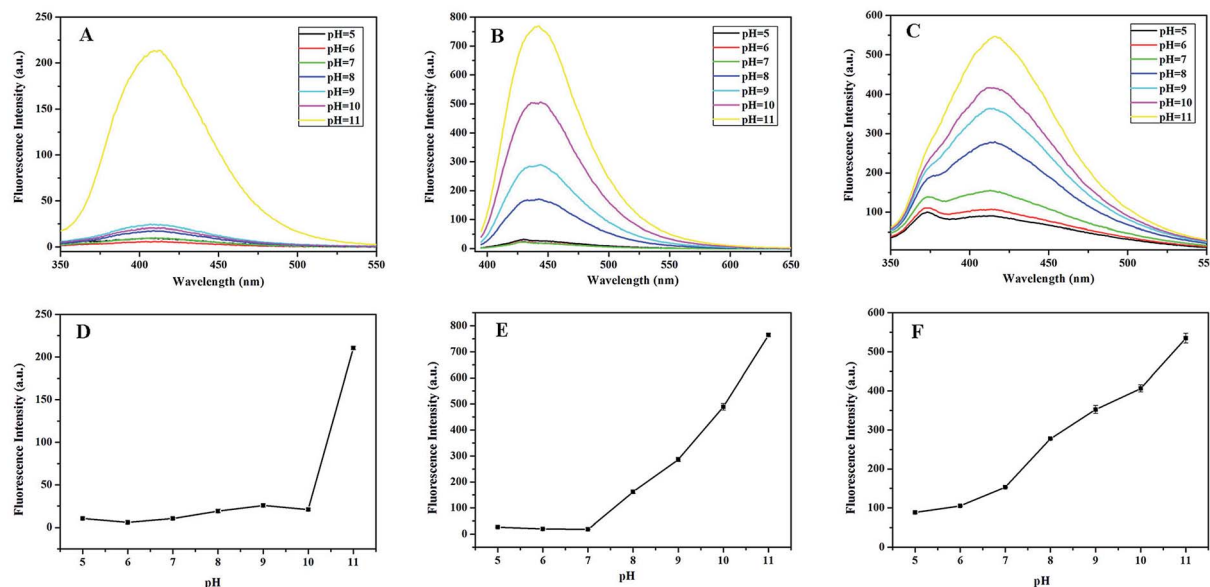 A
Fluorescence Intensity (a.u.)
250
200
150
100
50
25
0
350
400
450
500
550
Wavelength (nm)
pH=5
pH=6
pH=7
pH=8
pH=9
pH=10
pH=11
B
Fluorescence Intensity (a.u.)
800
700
600
500
400
300
200
100
0
400
450
500
550
600
650
Wavelength (nm)
pH=5
pH=6
pH=7
pH=8
pH=9
pH=10
pH=11
C
Fluorescence Intensity (a.u.)
600
500
400
300
200
100
350
400
450
500
550
Wavelength (nm)
pH=5
pH=6
pH=7
pH=8
pH=9
pH=10
pH=11
D
Fluorescence Intensity (a.u.)
250
200
150
100
50
25
0
5
6
7
8
9
10
11
pH
E
Fluorescence Intensity (a.u.)
800
700
600
500
400
300
200
100
0
5
6
7
8
9
10
11
pH
F
Fluorescence Intensity (a.u.)
600
500
400
300
200
100
0
5
6
7
8
9
10
11
pH